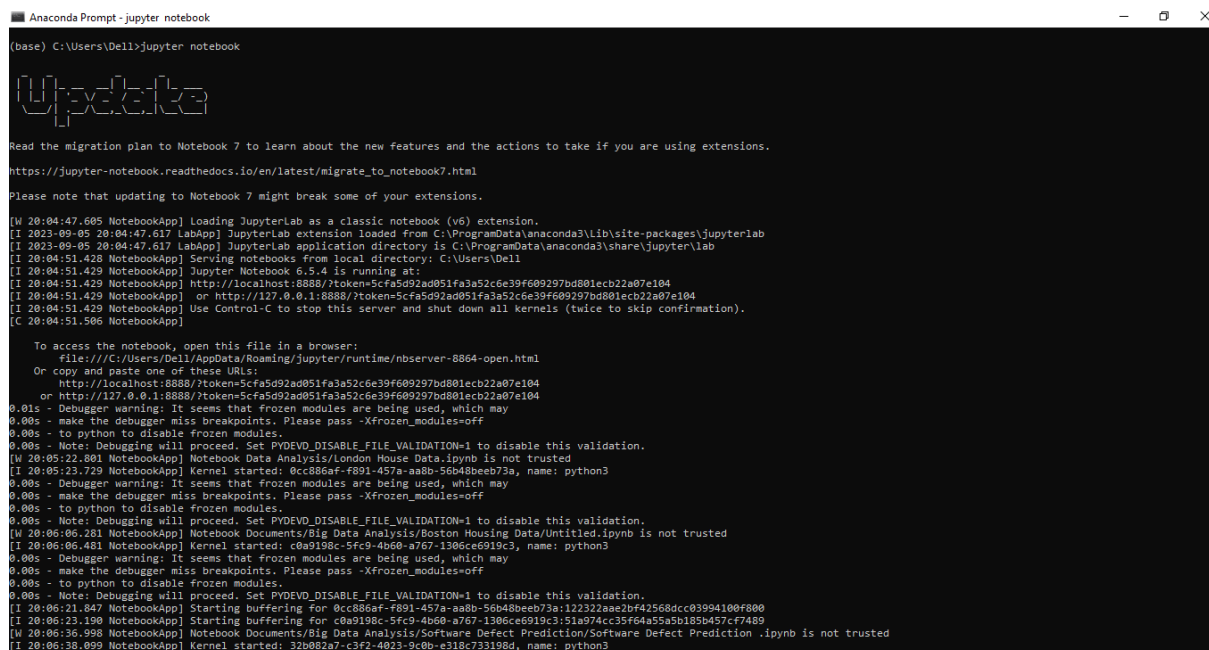 Anaconda Prompt - jupyter notebook
(base) C:\Users\Dell>jupyter notebook
Update
Read the migration plan to Notebook 7 to learn about the new features and the actions to take if you are using extensions.
https://jupyter-notebook.readthedocs.io/en/latest/migrate_to_notebook7.html
Please note that updating to Notebook 7 might break some of your extensions.
[W 20:04:47.605 NotebookApp] Loading JupyterLab as a classic notebook (v6) extension.
[I 2023-09-05 20:04:47.617 LabApp] JupyterLab extension loaded from C:\ProgramData\anaconda3\Lib\site-packages\jupyterlab
[I 2023-09-05 20:04:47.617 LabApp] JupyterLab application directory is C:\ProgramData\anaconda3\share\jupyter\lab
[I 20:04:51.428 NotebookApp] Serving notebooks from local directory: C:\Users\Dell
[I 20:04:51.429 NotebookApp] Jupyter Notebook 6.5.4 is running at:
[I 20:04:51.429 NotebookApp] http://localhost:8888/?token=5cfa5d92ad051fa3a52c6e39f609297bd801ecb22a07e104
[I 20:04:51.429 NotebookApp]  or http://127.0.0.1:8888/?token=5cfa5d92ad051fa3a52c6e39f609297bd801ecb22a07e104
[I 20:04:51.429 NotebookApp] Use Control-C to stop this server and shut down all kernels (twice to skip confirmation).
[C 20:04:51.506 NotebookApp]
To access the notebook, open this file in a browser:
file:///C:/Users/Dell/AppData/Roaming/jupyter/runtime/nbserver-8864-open.html
Or copy and paste one of these URLs:
http://localhost:8888/?token=5cfa5d92ad051fa3a52c6e39f609297bd801ecb22a07e104
or http://127.0.0.1:8888/?token=5cfa5d92ad051fa3a52c6e39f609297bd801ecb22a07e104
0.01s - Debugger warning: It seems that frozen modules are being used, which may
0.00s - make the debugger miss breakpoints. Please pass -Xfrozen_modules=off
0.00s - to python to disable frozen modules.
0.00s - Note: Debugging will proceed. Set PYDEVD_DISABLE_FILE_VALIDATION=1 to disable this validation.
[W 20:05:22.801 NotebookApp] Notebook Data Analysis/London House Data.ipynb is not trusted
[I 20:05:23.729 NotebookApp] Kernel started: 0cc886af-f891-457a-aa8b-56b48beeb73a, name: python3
0.00s - Debugger warning: It seems that frozen modules are being used, which may
0.00s - make the debugger miss breakpoints. Please pass -Xfrozen_modules=off
0.00s - to python to disable frozen modules.
0.00s - Note: Debugging will proceed. Set PYDEVD_DISABLE_FILE_VALIDATION=1 to disable this validation.
[W 20:06:06.281 NotebookApp] Notebook Documents/Big Data Analysis/Boston Housing Data/Untitled.ipynb is not trusted
[I 20:06:06.481 NotebookApp] Kernel started: c0a9198c-5fc9-4b60-a767-1306ce6919c3, name: python3
0.00s - Debugger warning: It seems that frozen modules are being used, which may
0.00s - make the debugger miss breakpoints. Please pass -Xfrozen_modules=off
0.00s - to python to disable frozen modules.
0.00s - Note: Debugging will proceed. Set PYDEVD_DISABLE_FILE_VALIDATION=1 to disable this validation.
[I 20:06:21.847 NotebookApp] Starting buffering for 0cc886af-f891-457a-aa8b-56b48beeb73a:122322aae2bf42568dcc03994100f800
[I 20:06:23.190 NotebookApp] Starting buffering for c0a9198c-5fc9-4b60-a767-1306ce6919c3:51a974cc35f64a55a5b185b457cf7489
[W 20:06:36.998 NotebookApp] Notebook Documents/Big Data Analysis/Software Defect Prediction/Software Defect Prediction .ipynb is not trusted
[I 20:06:38.099 NotebookApp] Kernel started: 32b082a7-c3f2-4023-9c0b-e318c733198d, name: python3